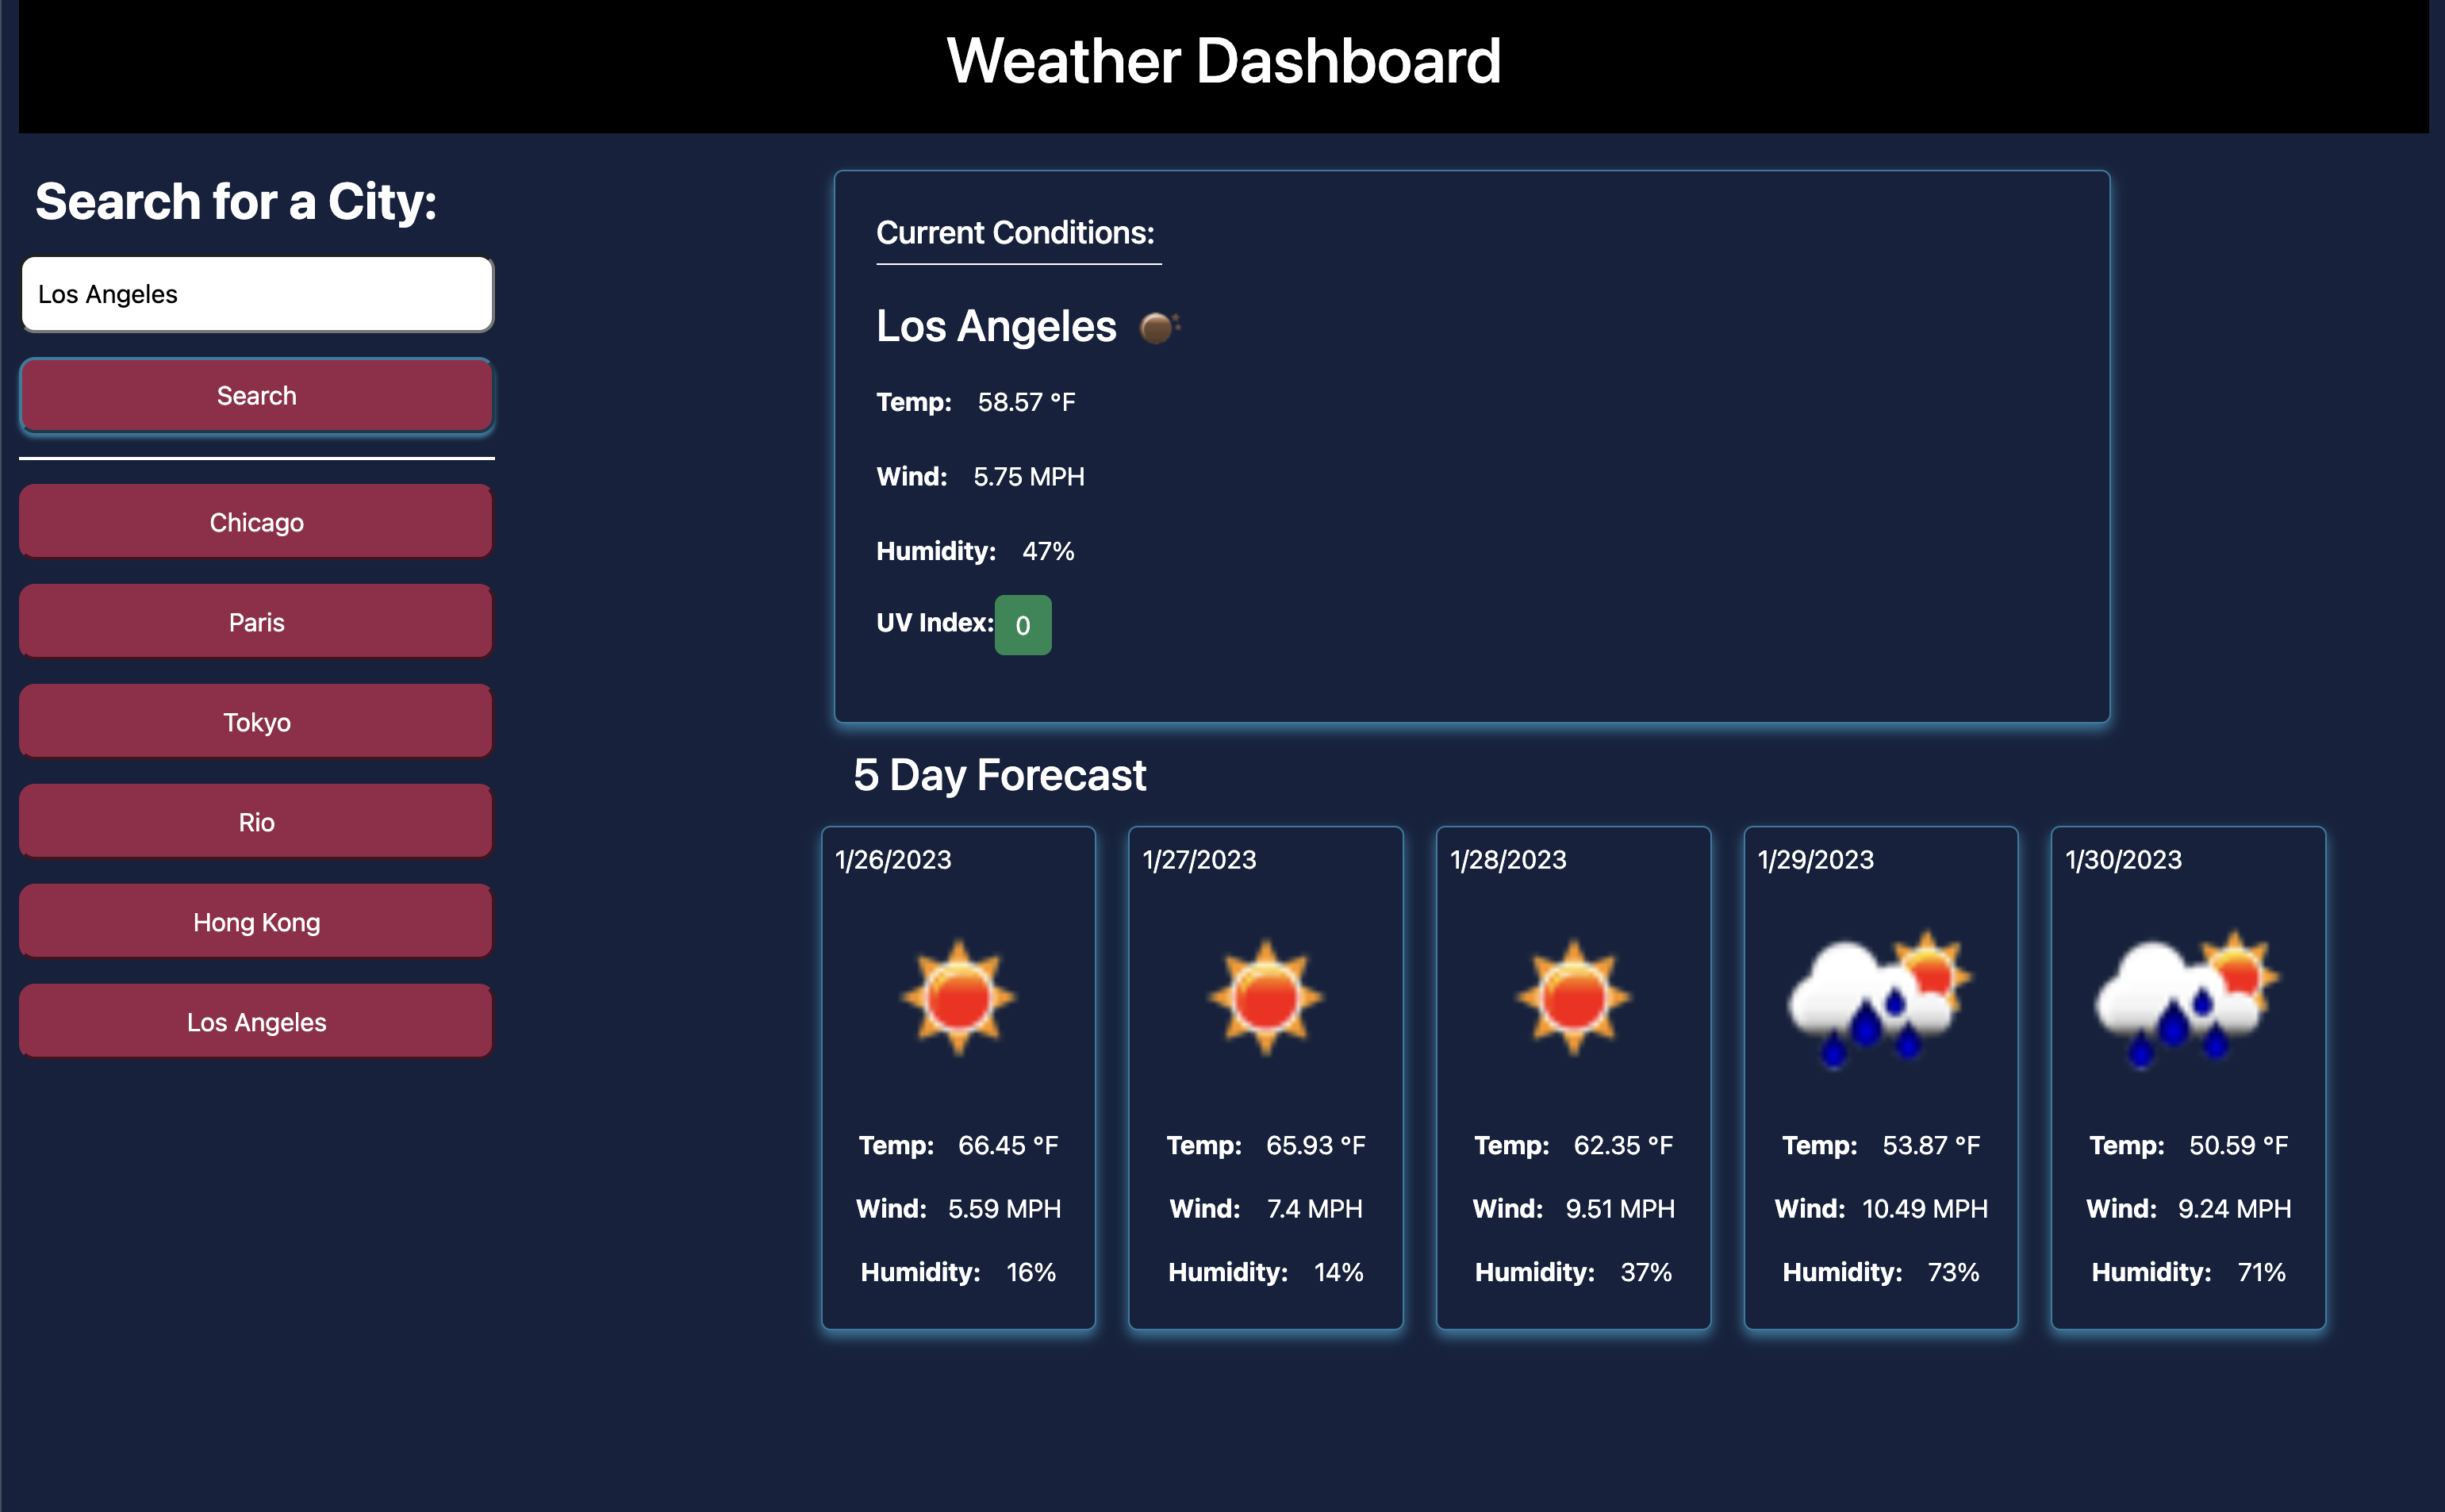 Weather Dashboard
Search for a City:
Los Angeles
Search
Chicago
Paris
Tokyo
Rio
Hong Kong
Los Angeles
Current Conditions:
Los Angeles
Temp: 58.57 °F
Wind: 5.75 MPH
Humidity: 47%
UV Index: 0
5 Day Forecast
1/26/2023
Temp: 66.45 °F
Wind: 5.59 MPH
Humidity: 16%
1/27/2023
Temp: 65.93 °F
Wind: 7.4 MPH
Humidity: 14%
1/28/2023
Temp: 62.35 °F
Wind: 9.51 MPH
Humidity: 37%
1/29/2023
Temp: 53.87 °F
Wind: 10.49 MPH
Humidity: 73%
1/30/2023
Temp: 50.59 °F
Wind: 9.24 MPH
Humidity: 71%